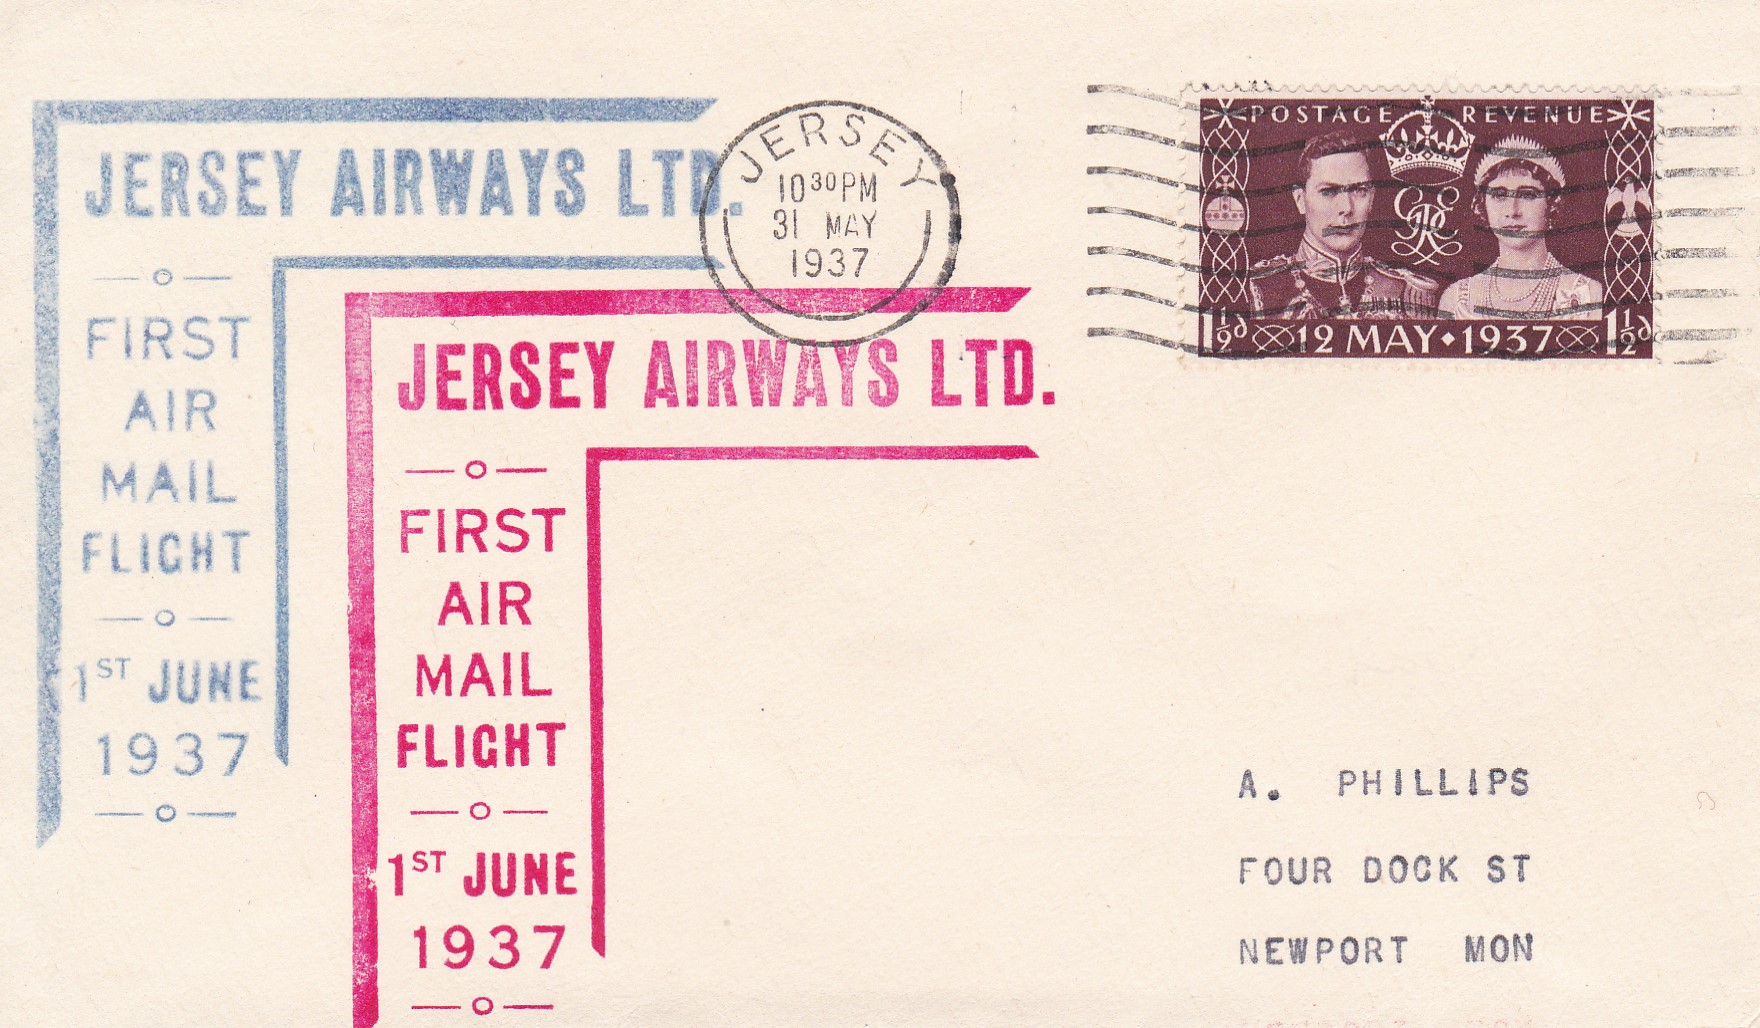 JERSEY AIRWAYS LTD.
FIRST
AIR
MAIL
FLIGHT
1ST JUNE
1937
JERSEY AIRWAYS LTD.
FIRST
AIR
MAIL
FLIGHT
1ST JUNE
1937
JERSEY
10 30 PM
31 MAY
1937
POSTAGE REVENUE
GRE
1½d 12 MAY · 1937 1½d
A. PHILLIPS
FOUR DOCK ST
NEWPORT MON